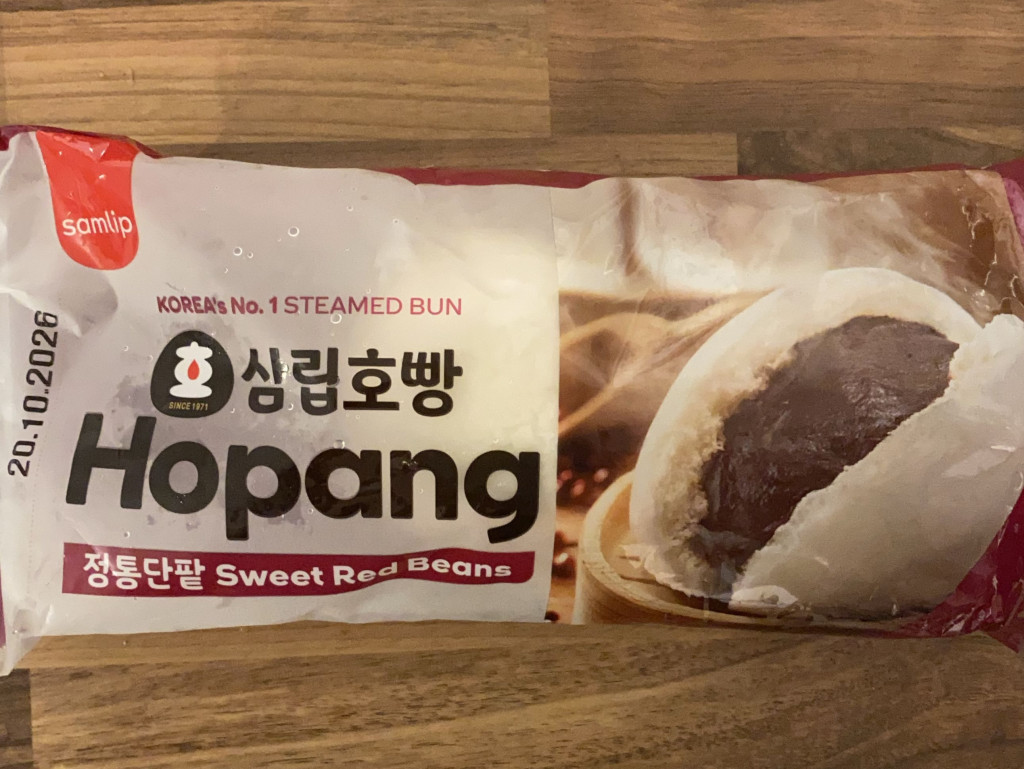 samlip
KOREA's No. 1 STEAMED BUN
호
SINCE 1971
삼립호빵
Hopang
정통단팥 Sweet Red Beans
20.10.2026